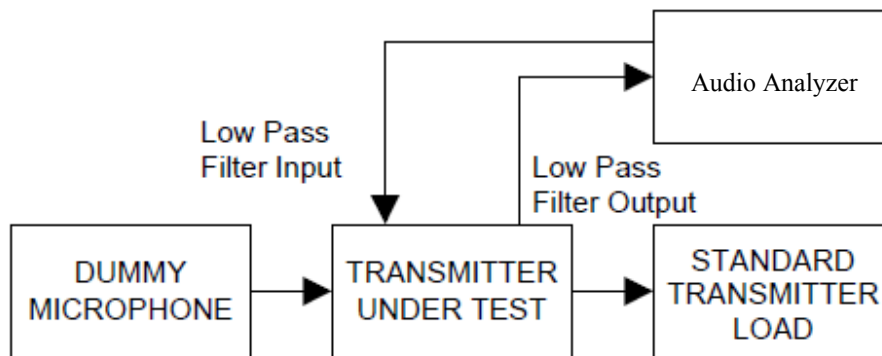 Audio Analyzer
Low Pass
Filter Input
Low Pass
Filter Output
DUMMY
MICROPHONE
TRANSMITTER
UNDER TEST
STANDARD
TRANSMITTER
LOAD